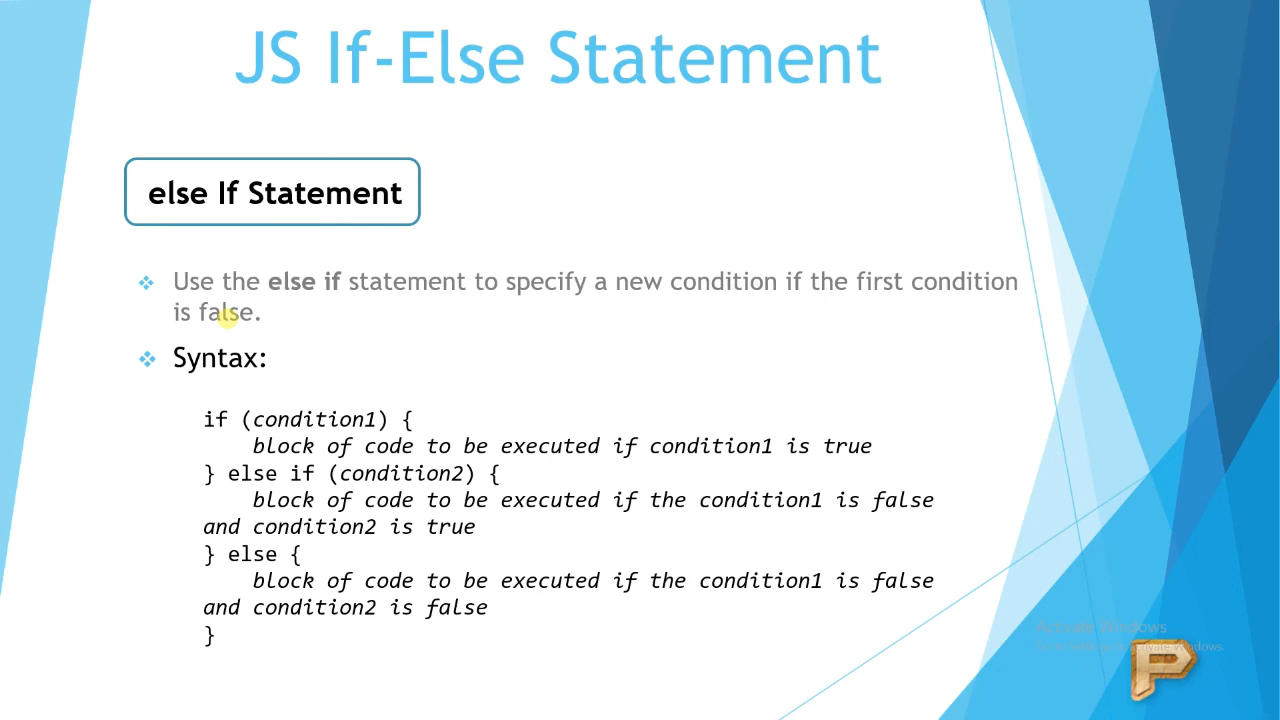 JS If-Else Statement
else If Statement
Use the else if statement to specify a new condition if the first condition
is false.
Syntax:
if (condition1) {
block of code to be executed if condition1 is true
} else if (condition2) {
block of code to be executed if the condition1 is false
and condition2 is true
} else {
block of code to be executed if the condition1 is false
and condition2 is false
}
Activate Windows
P